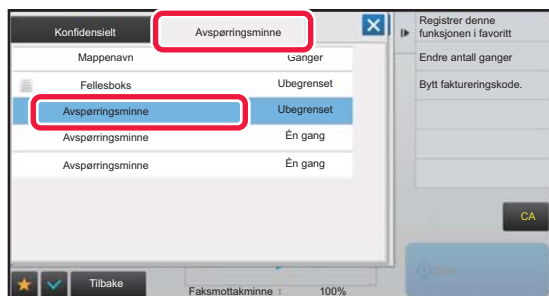 Konfidensielt
Avspørringsminne
Mappenavn
Ganger
Fellesboks
Ubegrenset
Avspørringsminne
Ubegrenset
Avspørringsminne
Én gang
Avspørringsminne
Én gang
Tilbake
Faksmottakminne : 100%
Registrer denne
funksjonen i favoritt
Endre antall ganger
Bytt faktureringskode.
CA
Start